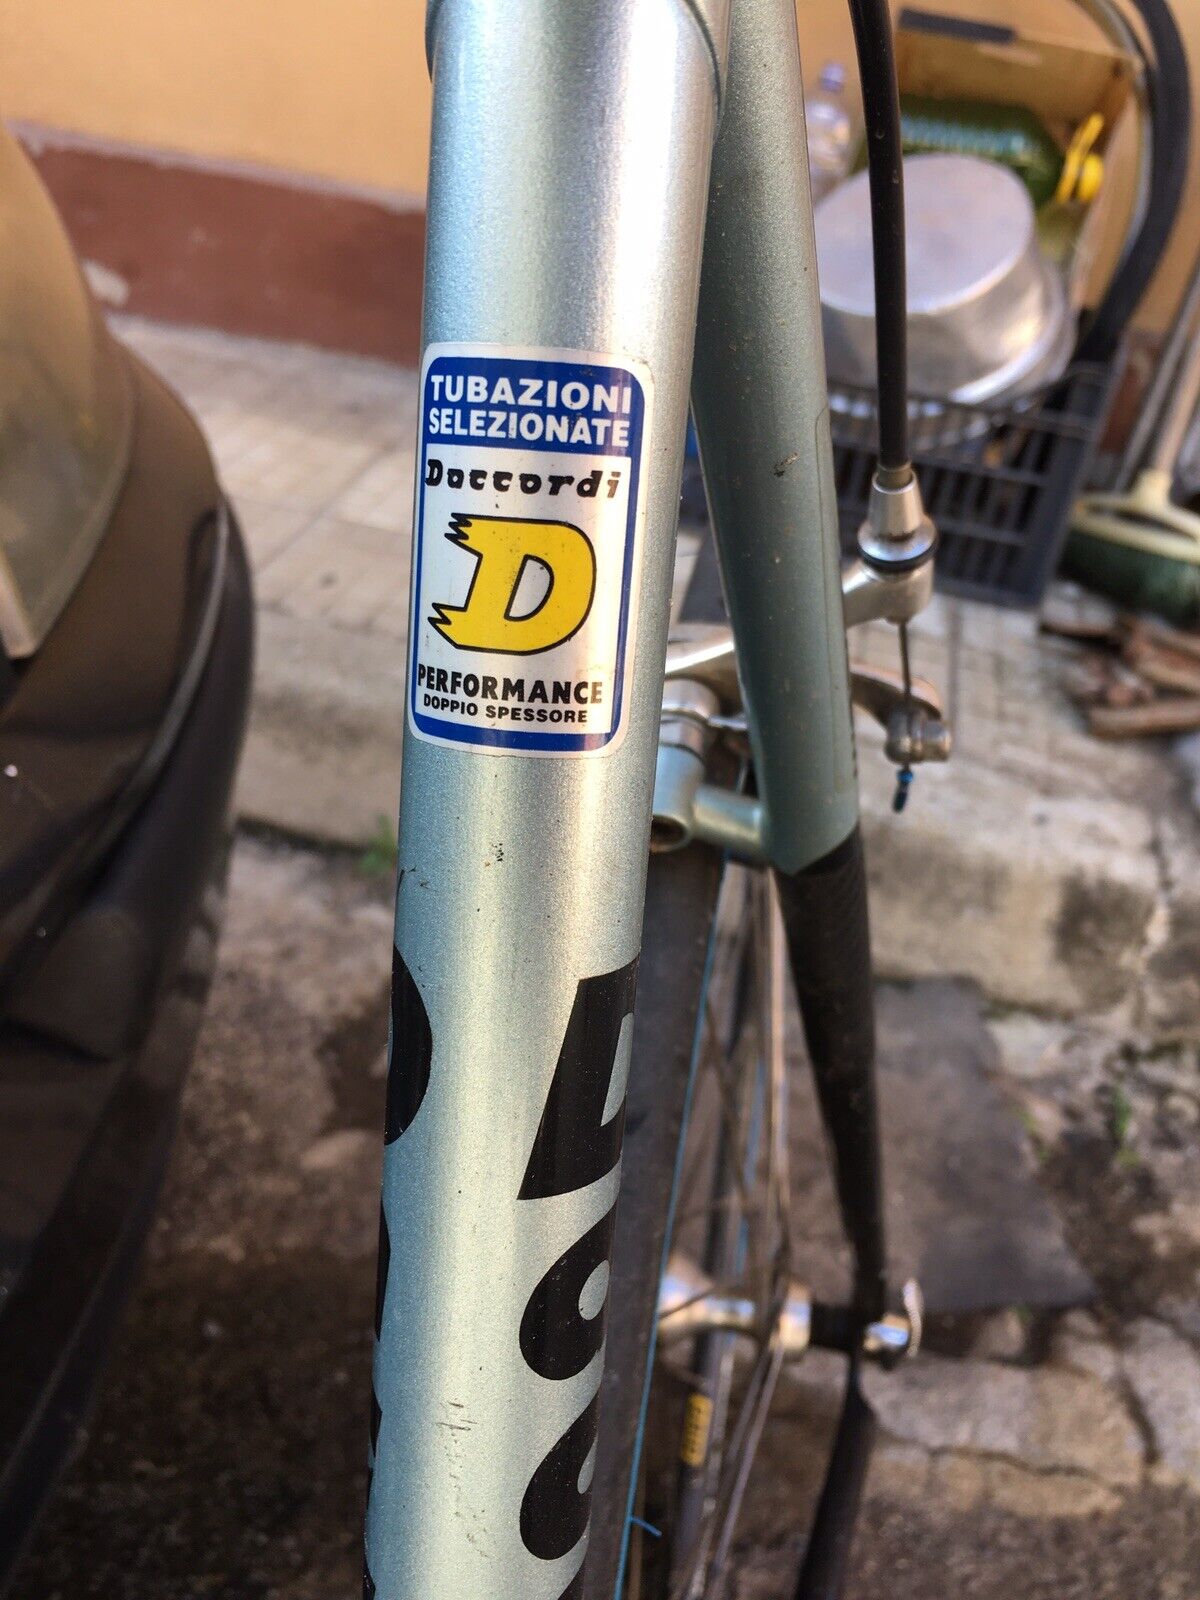 TUBAZIONI
SELEZIONATE
Daccordi
D
PERFORMANCE
DOPPIO SPESSORE